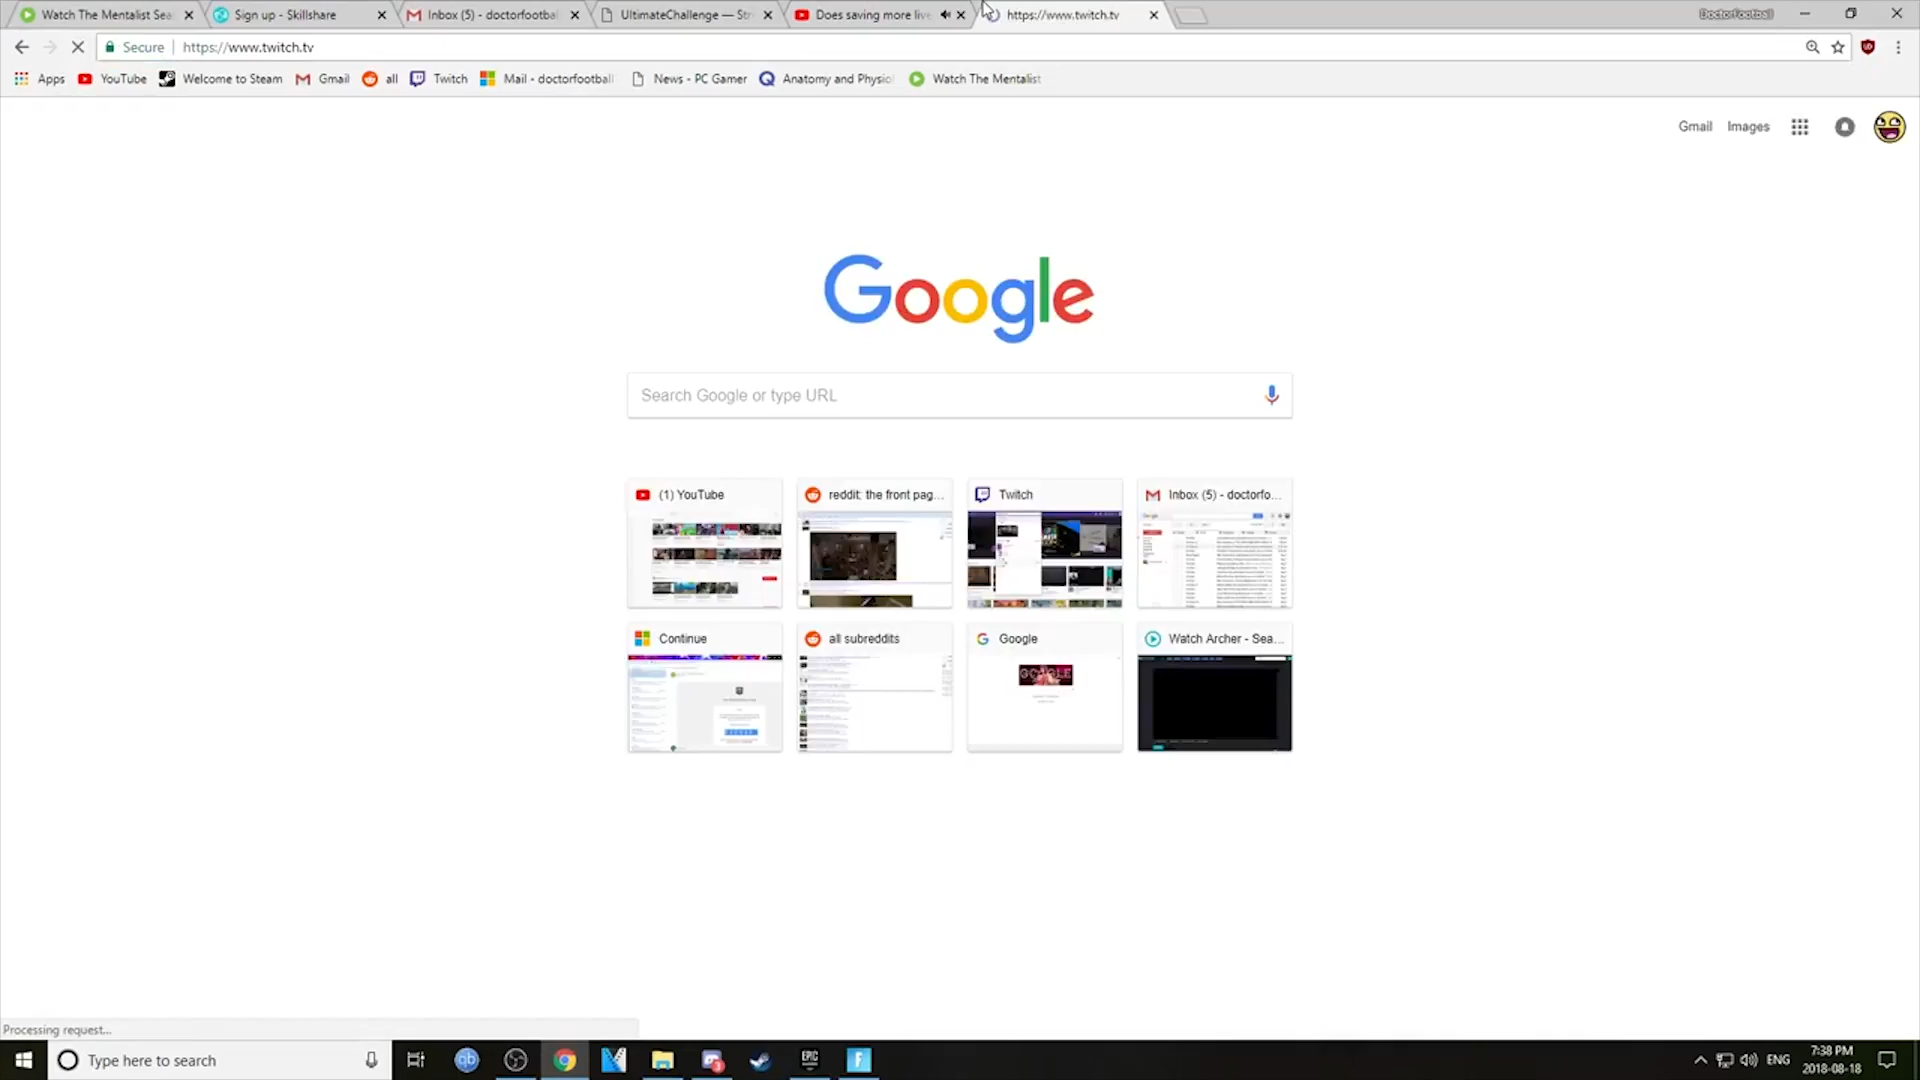 Watch The Mentalist Sea
Sign up - Skillshare
Inbox (5) - doctorfootbal
UltimateChallenge — Str
Does saving more live
https://www.twitch.tv
DoctorFootball
Secure
https://www.twitch.tv
Apps
YouTube
Welcome to Steam
Gmail
all
Twitch
Mail - doctorfootball
News - PC Gamer
Anatomy and Physio
Watch The Mentalist
Gmail
Images
Google
Search Google or type URL
(1) YouTube
reddit: the front pag...
Twitch
Inbox (5) - doctorfo...
Continue
all subreddits
Google
Watch Archer - Sea...
Processing request...
Type here to search
qb
EPIC
ENG
7:38 PM
2018-08-18